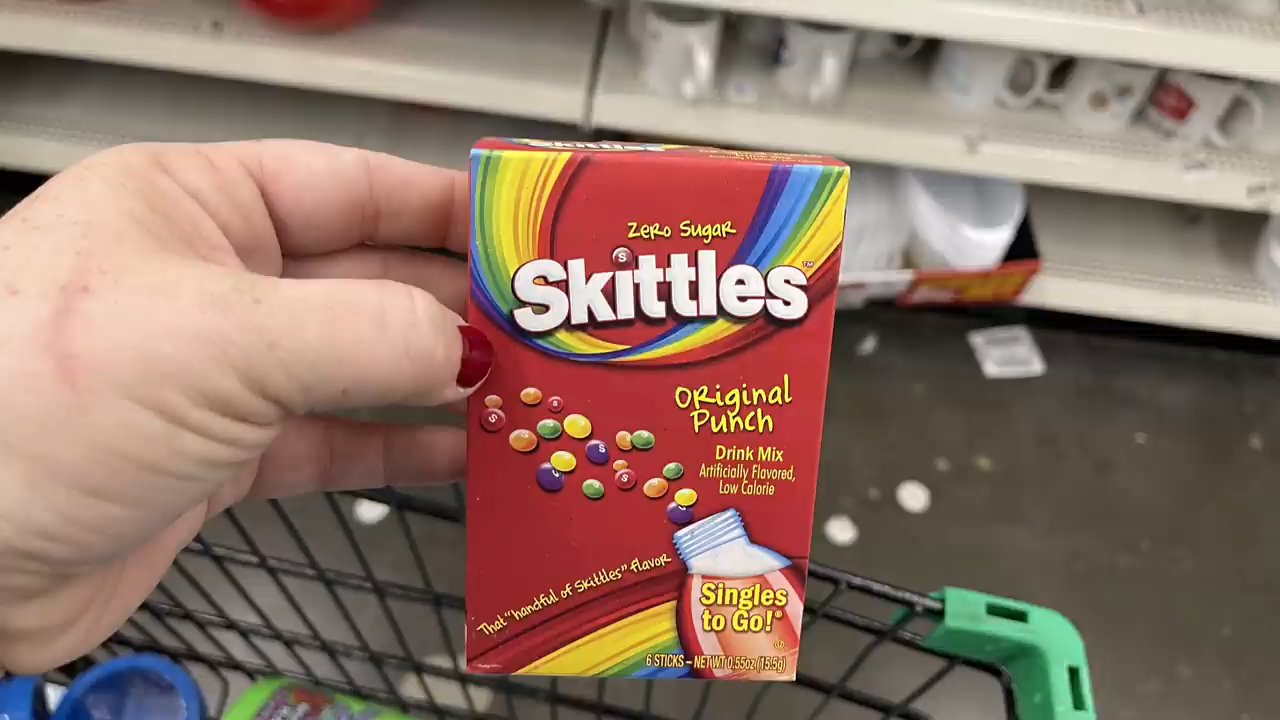 Skittles
Zero Sugar
Skittles™
Original
Punch
Drink Mix
Artificially Flavored,
Low Calorie
That "handful of Skittles" flavor
Singles
to Go!®
6 STICKS – NET WT 0.55oz (15.5g)